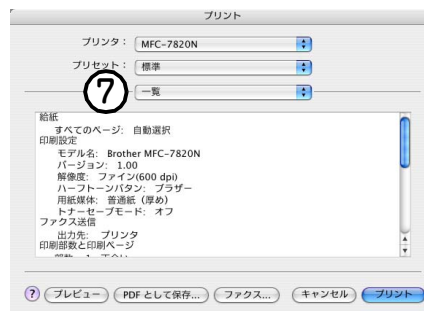 プリント
プリンタ： MFC-7820N
プリセット： 標準
⑦ 一覧
給紙
すべてのページ: 自動選択
印刷設定
モデル名: Brother MFC-7820N
バージョン: 1.00
解像度: ファイン(600 dpi)
ハーフトーンパタン: ブラザー
用紙媒体: 普通紙（厚め）
トナーセーブモード: オフ
ファクス送信
出力先: プリンタ
印刷部数と印刷ページ
? プレビュー PDF として保存... ファクス... キャンセル プリント